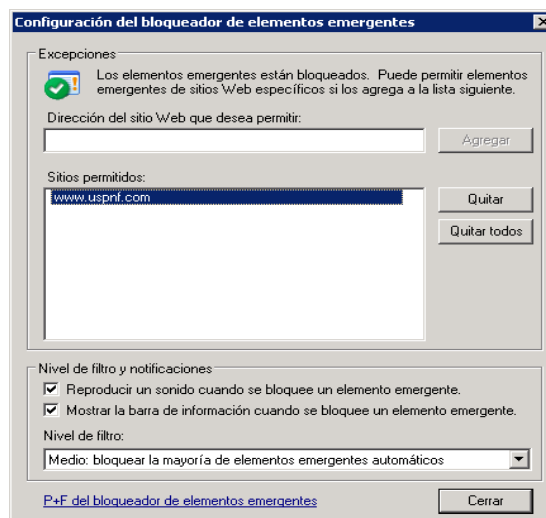 Configuración del bloqueador de elementos emergentes
Excepciones
Los elementos emergentes están bloqueados. Puede permitir elementos
emergentes de sitios Web específicos si los agrega a la lista siguiente.
Dirección del sitio Web que desea permitir:
Agregar
Sitios permitidos:
www.uspnf.com
Quitar
Quitar todos
Nivel de filtro y notificaciones
Reproducir un sonido cuando se bloquee un elemento emergente.
Mostrar la barra de información cuando se bloquee un elemento emergente.
Nivel de filtro:
Medio: bloquear la mayoría de elementos emergentes automáticos
P+F del bloqueador de elementos emergentes
Cerrar